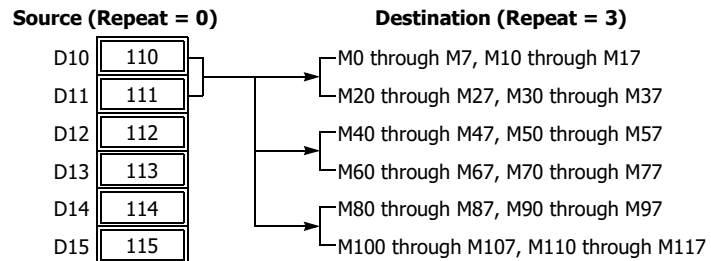 Source (Repeat = 0) Destination (Repeat = 3)
D10 110 M0 through M7, M10 through M17
D11 111 M20 through M27, M30 through M37
D12 112 M40 through M47, M50 through M57
D13 113 M60 through M67, M70 through M77
D14 114 M80 through M87, M90 through M97
D15 115 M100 through M107, M110 through M117